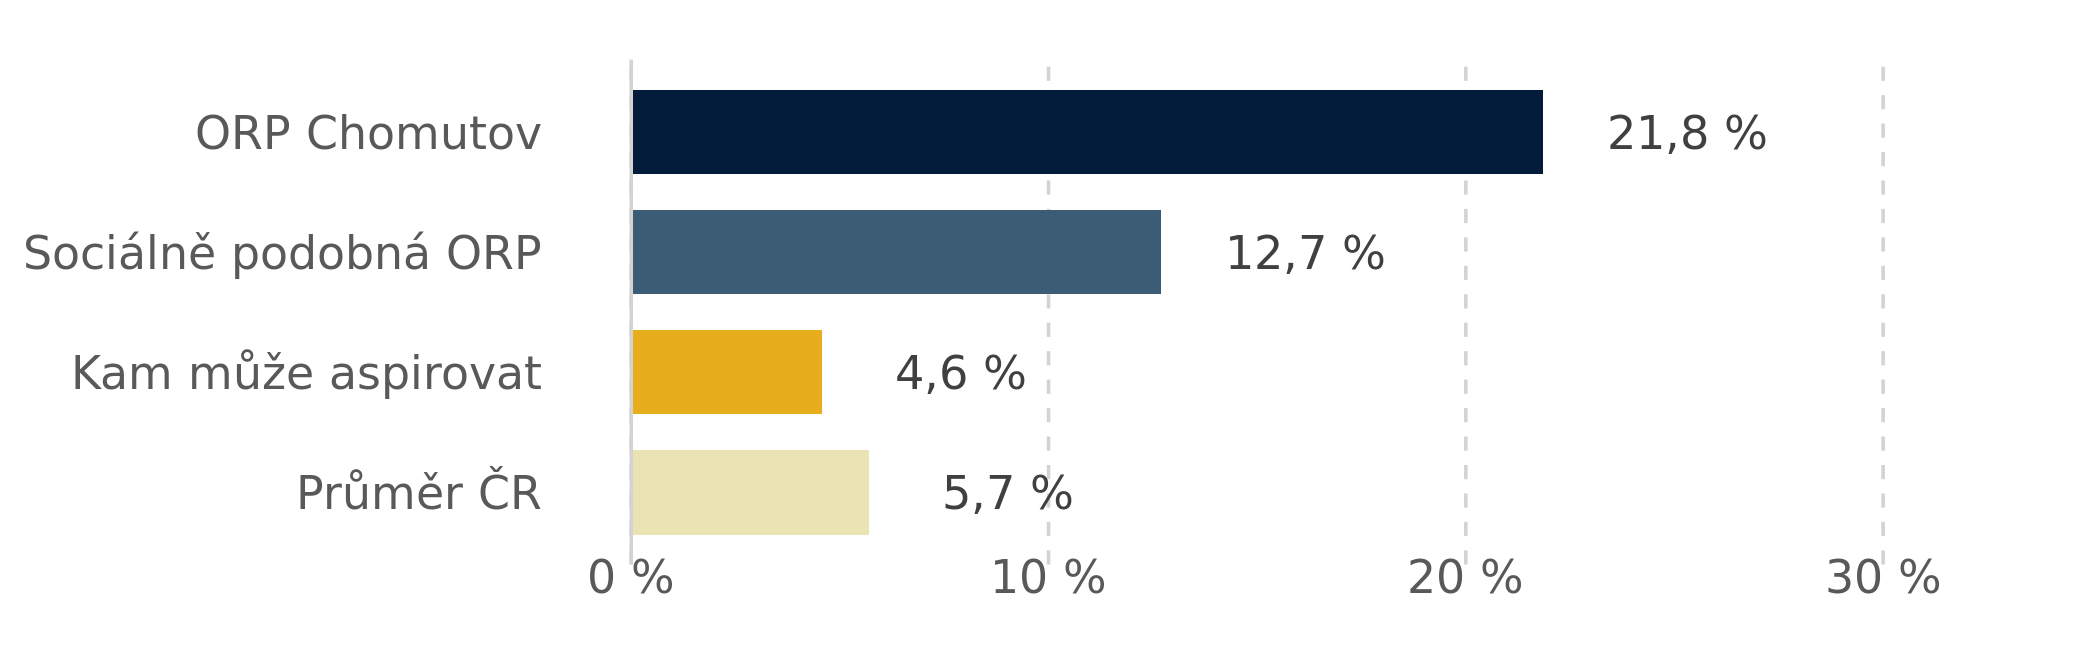 ORP Chomutov 21,8 %
Sociálně podobná ORP 12,7 %
Kam může aspirovat 4,6 %
Průměr ČR 5,7 %
0 % 10 % 20 % 30 %